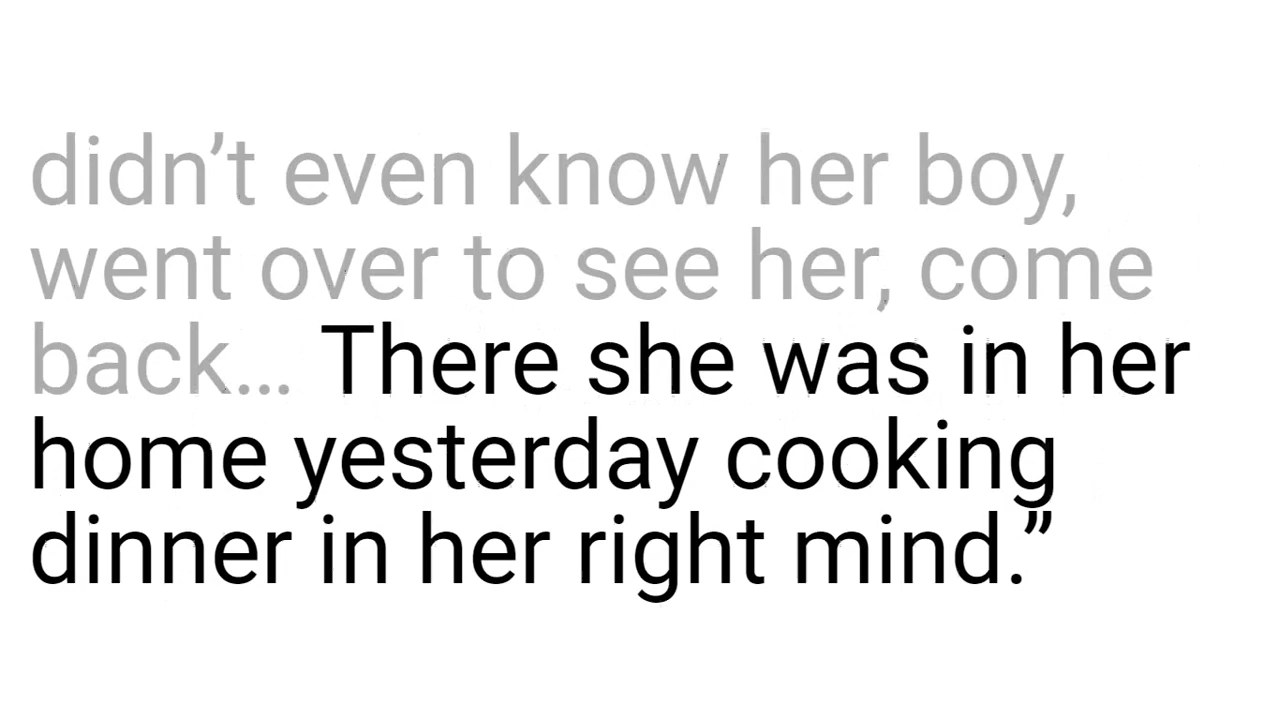 didn’t even know her boy,
went over to see her, come
back... There she was in her
home yesterday cooking
dinner in her right mind.”